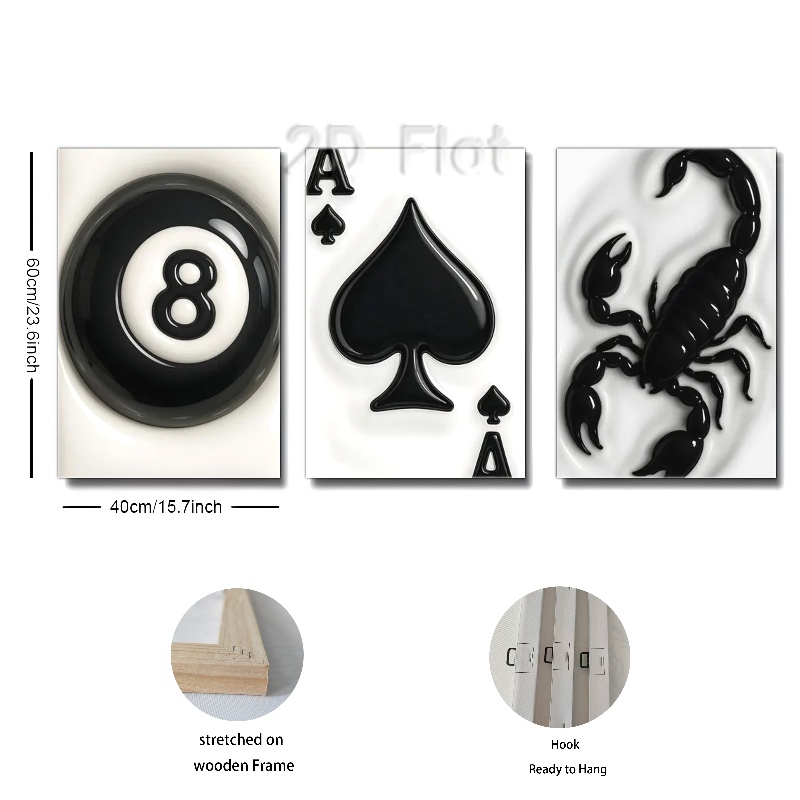 2D Flat
8
A
A
60cm/23.6inch
40cm/15.7inch
stretched on
wooden Frame
Hook
Ready to Hang